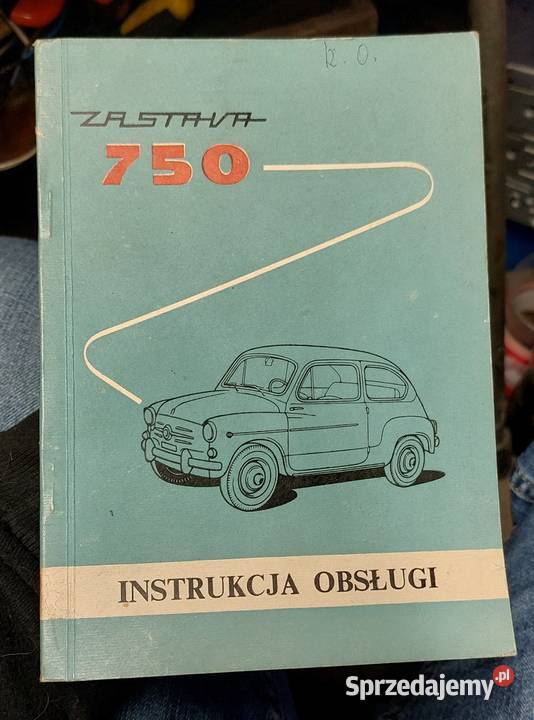 k. O.
ZASTAVA
750
INSTRUKCJA OBSŁUGI
Sprzedajemy.pl